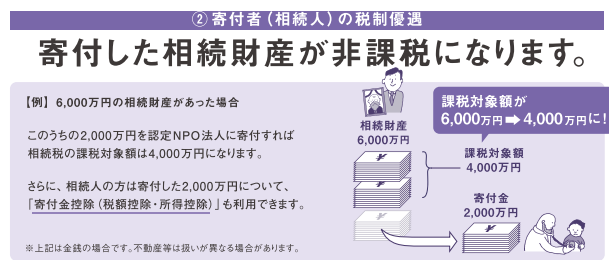 ② 寄付者（相続人）の税制優遇
寄付した相続財産が非課税になります。
【例】 6,000万円の相続財産があった場合
このうちの2,000万円を認定NPO法人に寄付すれば
相続税の課税対象額は4,000万円になります。
さらに、相続人の方は寄付した2,000万円について、
「寄付金控除（税額控除・所得控除）」も利用できます。
※上記は金銭の場合です。不動産等は扱いが異なる場合があります。
相続財産
6,000万円
課税対象額が
6,000万円➡4,000万円に！
課税対象額
4,000万円
寄付金
2,000万円
¥
¥
¥
¥